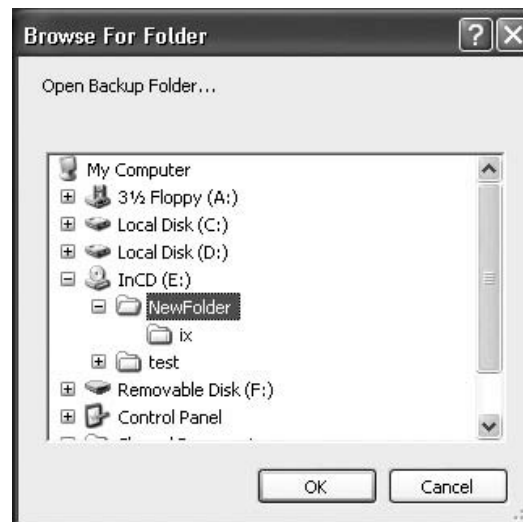 Browse For Folder
Open Backup Folder...
My Computer
3½ Floppy (A:)
Local Disk (C:)
Local Disk (D:)
InCD (E:)
NewFolder
ix
test
Removable Disk (F:)
Control Panel
OK Cancel